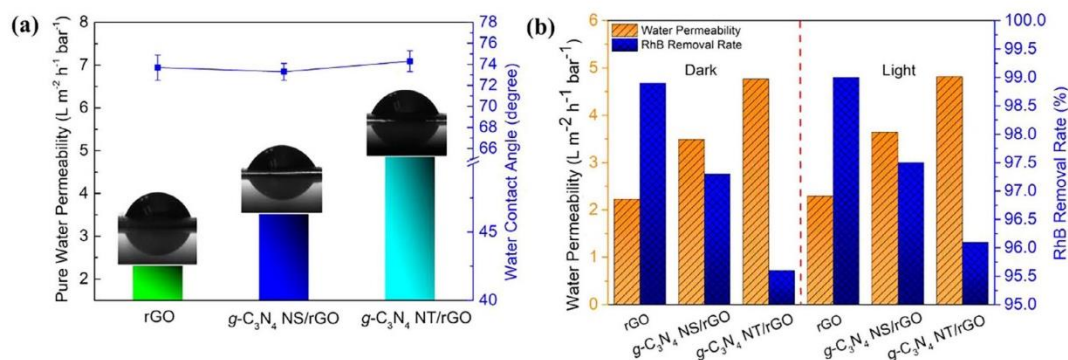 (a)
Pure Water Permeability (L m⁻² h⁻¹ bar⁻¹)
8
7
6
5
4
3
2
78
76
74
72
70
68
66
45
40
Water Contact Angle (degree)
rGO
g-C₃N₄ NS/rGO
g-C₃N₄ NT/rGO
(b)
Water Permeability (L m⁻² h⁻¹ bar⁻¹)
6
5
4
3
2
1
0
Water Permeability
RhB Removal Rate
Dark
Light
100.0
99.5
99.0
98.5
98.0
97.5
97.0
96.5
96.0
95.5
95.0
RhB Removal Rate (%)
rGO
g-C₃N₄ NS/rGO
g-C₃N₄ NT/rGO
rGO
g-C₃N₄ NS/rGO
g-C₃N₄ NT/rGO